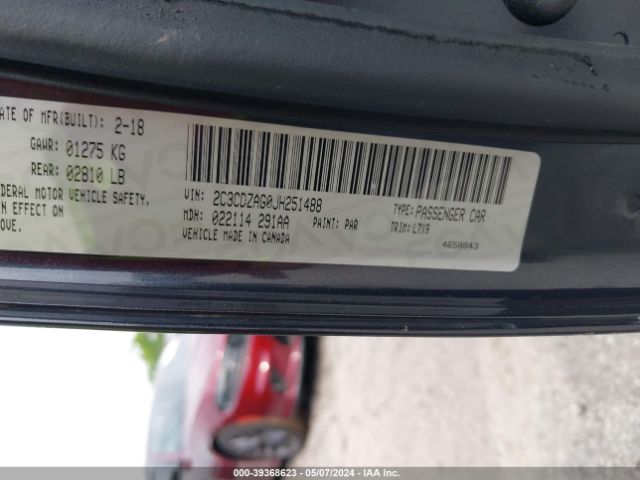 ATE OF MFR(BUILT): 2-18
GAWR: 01275 KG
REAR: 02810 LB
EDERAL MOTOR VEHICLE SAFETY,
IN EFFECT ON
OVE.
VIN: 2C3CDZAG0JH251488
MDH: 022114 291AA
PAINT: PAR
VEHICLE MADE IN CANADA
TYPE: PASSENGER CAR
TRIM: L7X9
4658843
000-39368623 | 05/07/2024 | IAA Inc.